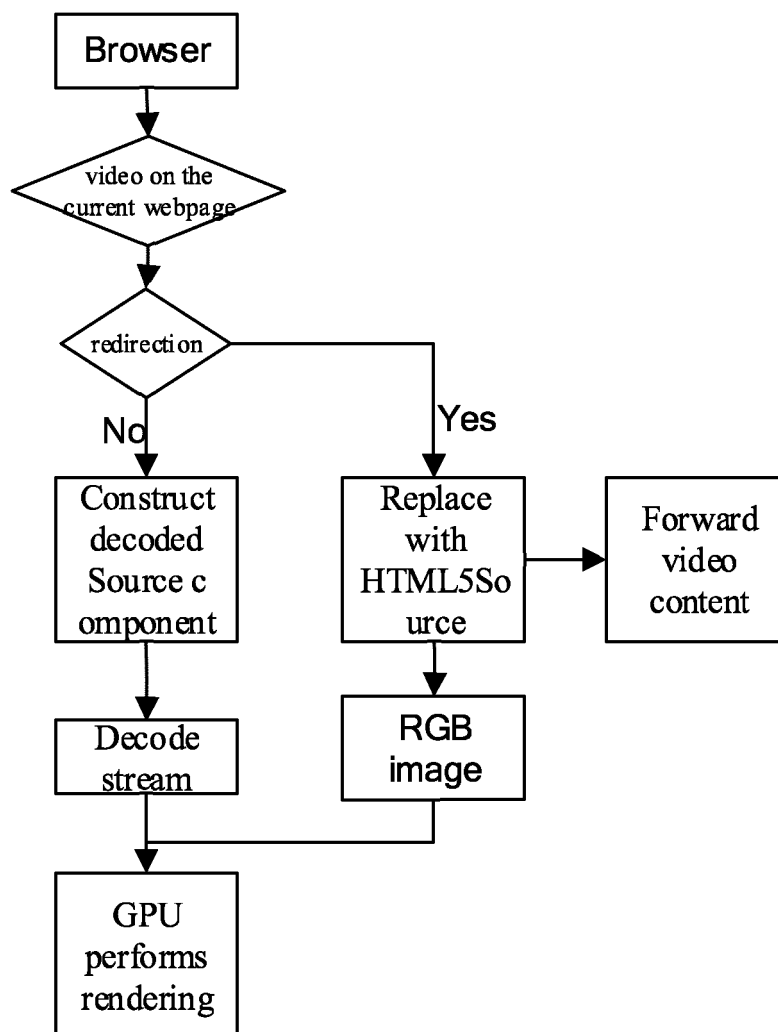 Browser
video on the
current webpage
redirection
No
Yes
Construct
decoded
Source c
omponent
Replace
with
HTML5So
urce
Forward
video
content
Decode
stream
RGB
image
GPU
performs
rendering